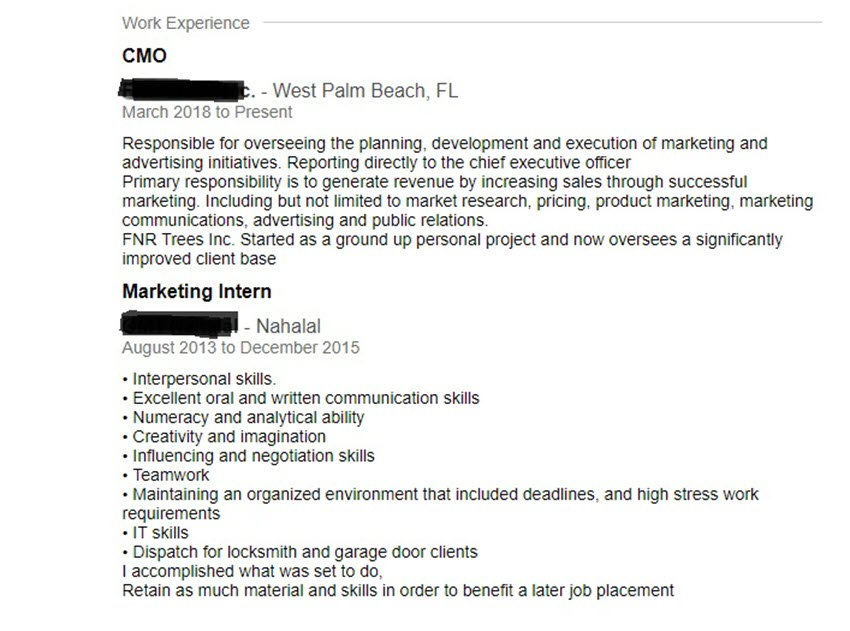 Work Experience
CMO
c. - West Palm Beach, FL
March 2018 to Present
Responsible for overseeing the planning, development and execution of marketing and
advertising initiatives. Reporting directly to the chief executive officer
Primary responsibility is to generate revenue by increasing sales through successful
marketing. Including but not limited to market research, pricing, product marketing, marketing
communications, advertising and public relations.
FNR Trees Inc. Started as a ground up personal project and now oversees a significantly
improved client base
Marketing Intern
- Nahalal
August 2013 to December 2015
• Interpersonal skills.
• Excellent oral and written communication skills
• Numeracy and analytical ability
• Creativity and imagination
• Influencing and negotiation skills
• Teamwork
• Maintaining an organized environment that included deadlines, and high stress work
requirements
• IT skills
• Dispatch for locksmith and garage door clients
I accomplished what was set to do,
Retain as much material and skills in order to benefit a later job placement